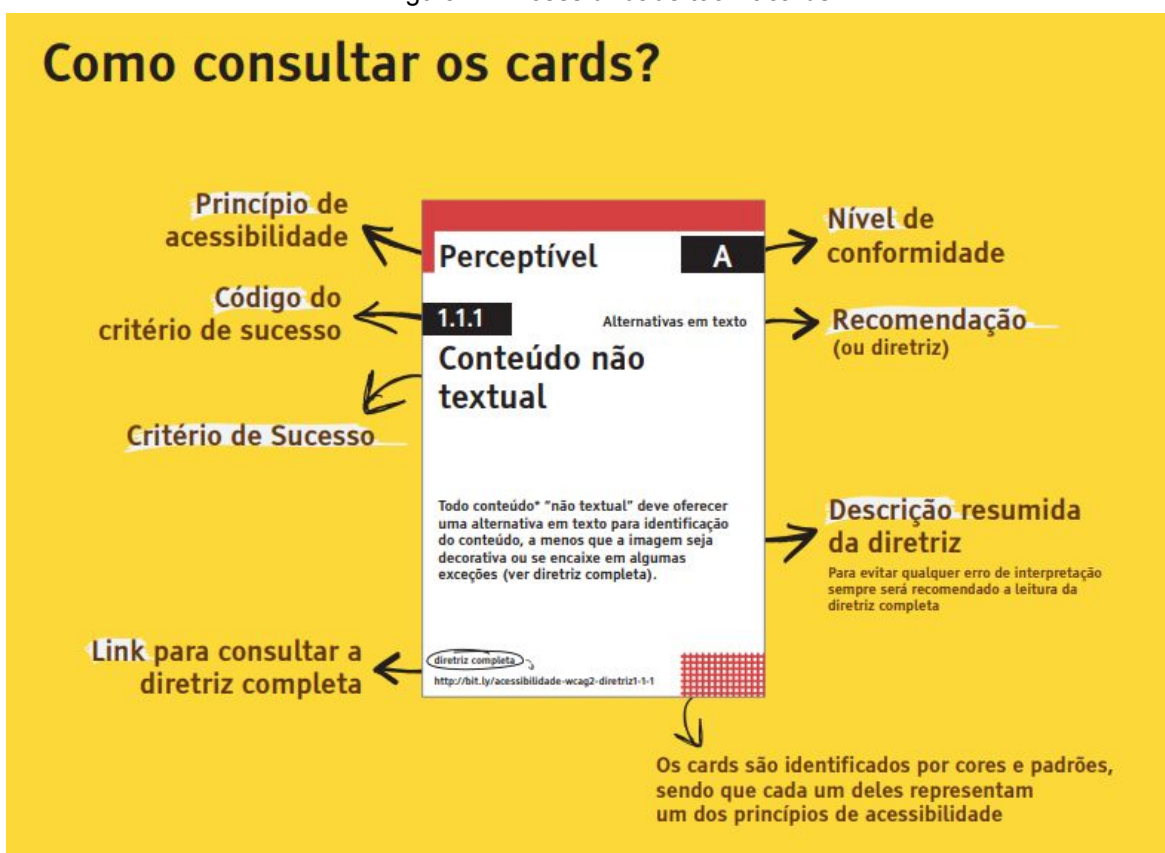 Como consultar os cards?
Princípio de
acessibilidade
Código do
critério de sucesso
Critério de Sucesso
Link para consultar a
diretriz completa
Perceptível
A
1.1.1
Alternativas em texto
Conteúdo não
textual
Todo conteúdo* “não textual” deve oferecer
uma alternativa em texto para identificação
do conteúdo, a menos que a imagem seja
decorativa ou se encaixe em algumas
exceções (ver diretriz completa).
diretriz completa
http://bit.ly/acessibilidade-wcag2-diretriz1-1-1
Nível de
conformidade
Recomendação
(ou diretriz)
Descrição resumida
da diretriz
Para evitar qualquer erro de interpretação
sempre será recomendado a leitura da
diretriz completa
Os cards são identificados por cores e padrões,
sendo que cada um deles representam
um dos princípios de acessibilidade